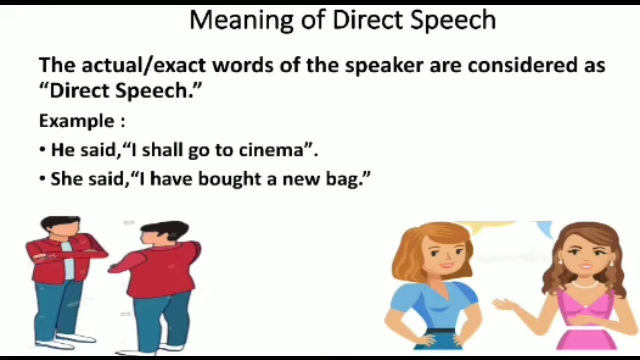 Meaning of Direct Speech
The actual/exact words of the speaker are considered as
“Direct Speech.”
Example :
• He said,“I shall go to cinema”.
• She said,“I have bought a new bag.”